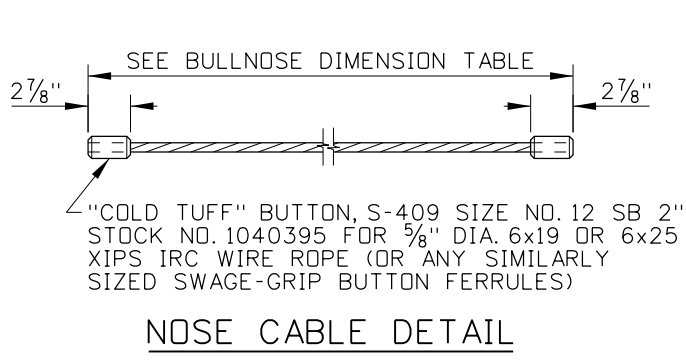 SEE BULLNOSE DIMENSION TABLE
2⅞" 2⅞"
"COLD TUFF" BUTTON, S-409 SIZE NO. 12 SB 2"
STOCK NO. 1040395 FOR ⅝" DIA. 6x19 OR 6x25
XIPS IRC WIRE ROPE (OR ANY SIMILARLY
SIZED SWAGE-GRIP BUTTON FERRULES)
NOSE CABLE DETAIL